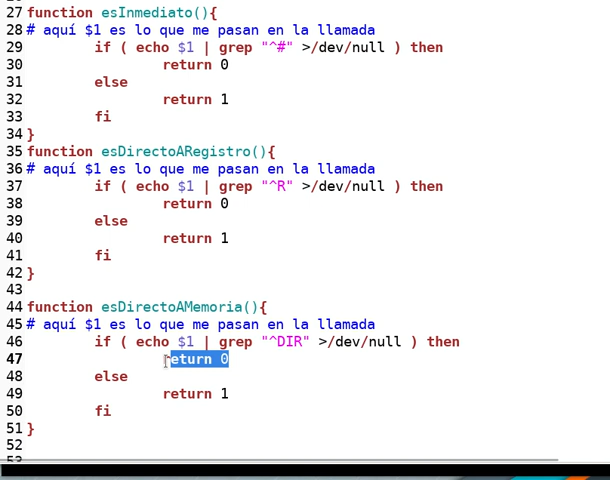 27 function esInmediato(){
28 # aquí $1 es lo que me pasan en la llamada
29 if ( echo $1 | grep "^#" >/dev/null ) then
30 return 0
31 else
32 return 1
33 fi
34 }
35 function esDirectoARegistro(){
36 # aquí $1 es lo que me pasan en la llamada
37 if ( echo $1 | grep "^R" >/dev/null ) then
38 return 0
39 else
40 return 1
41 fi
42 }
43
44 function esDirectoAMemoria(){
45 # aquí $1 es lo que me pasan en la llamada
46 if ( echo $1 | grep "^DIR" >/dev/null ) then
47 return 0
48 else
49 return 1
50 fi
51 }
52